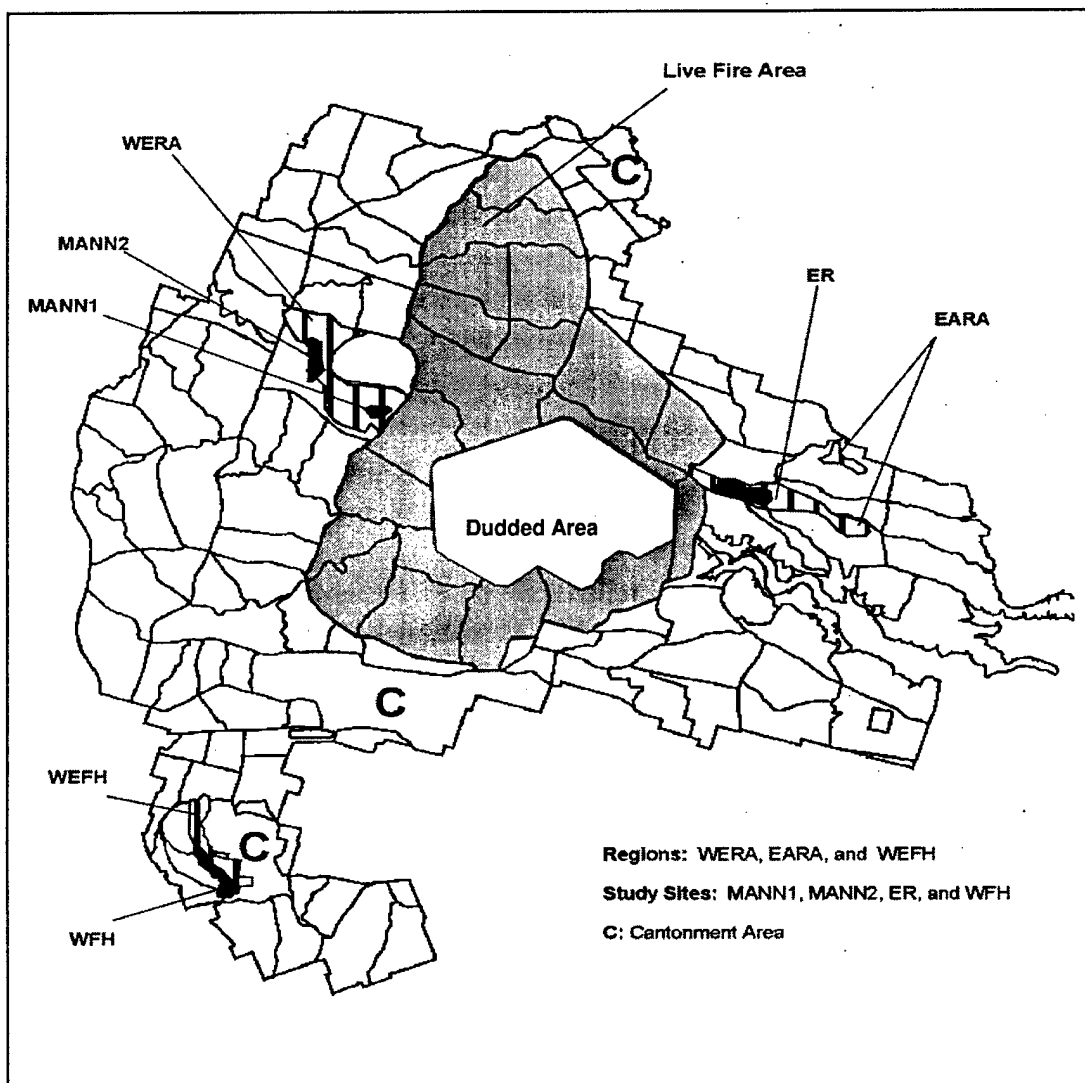 Live Fire Area
WERA
C
MANN2
MANN1
ER
EARA
Dudded Area
C
WEFH
C
WFH
Regions: WERA, EARA, and WEFH
Study Sites: MANN1, MANN2, ER, and WFH
C: Cantonment Area